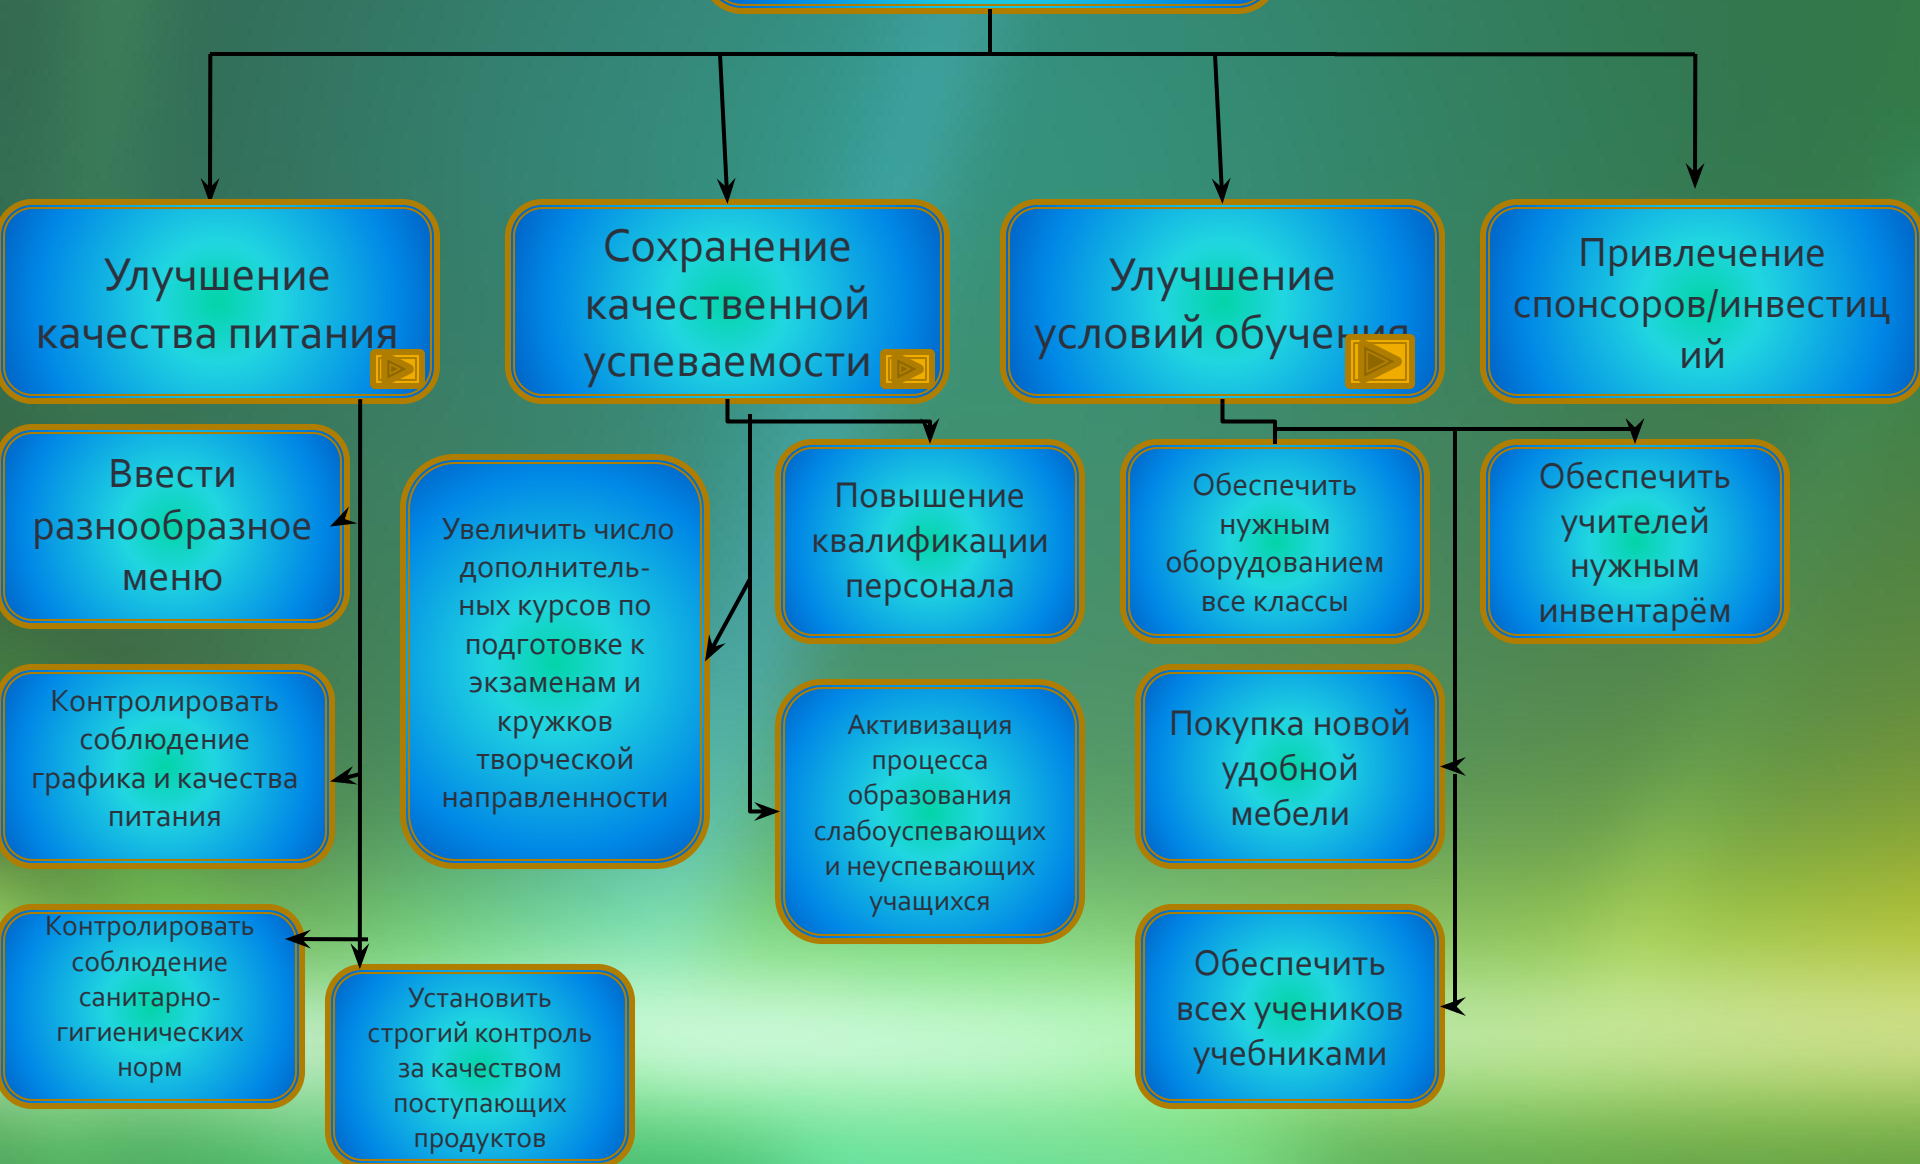 Улучшение
качества питания
Сохранение
качественной
успеваемости
Улучшение
условий обучения
Привлечение
спонсоров/инвестиц
ий
Ввести
разнообразное
меню
Контролировать
соблюдение
графика и качества
питания
Контролировать
соблюдение
санитарно-
гигиенических
норм
Установить
строгий контроль
за качеством
поступающих
продуктов
Увеличить число
дополнитель-
ных курсов по
подготовке к
экзаменам и
кружков
творческой
направленности
Повышение
квалификации
персонала
Активизация
процесса
образования
слабоуспевающих
и неуспевающих
учащихся
Обеспечить
нужным
оборудованием
все классы
Покупка новой
удобной
мебели
Обеспечить
всех учеников
учебниками
Обеспечить
учителей
нужным
инвентарём